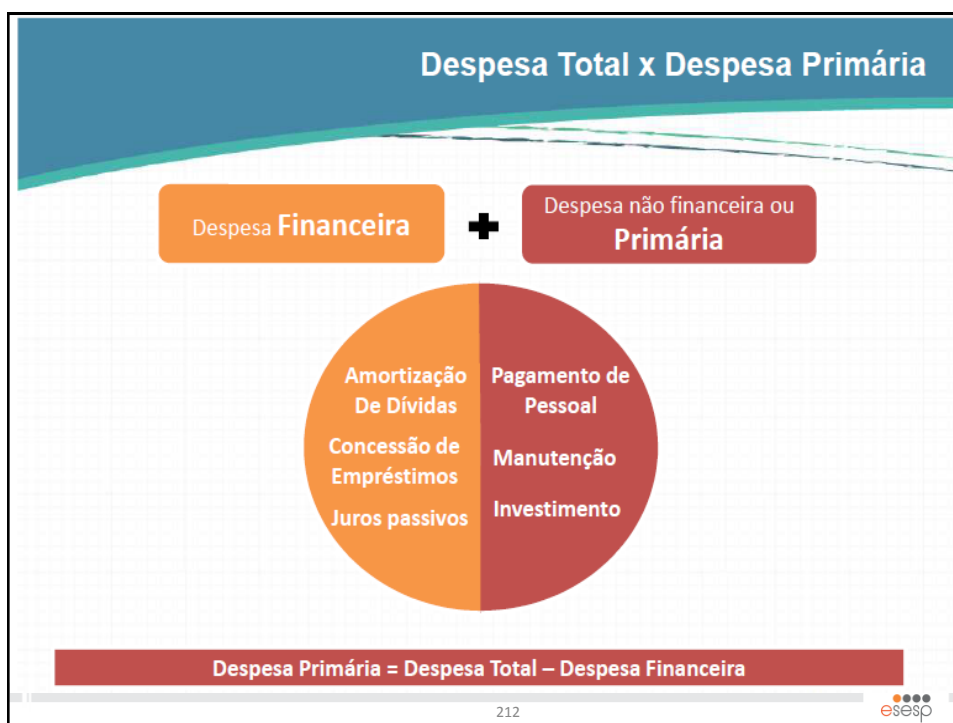 Despesa Total x Despesa Primária
Despesa Financeira
Despesa não financeira ou
Primária
Amortização
De Dívidas
Concessão de
Empréstimos
Juros passivos
Pagamento de
Pessoal
Manutenção
Investimento
Despesa Primária = Despesa Total – Despesa Financeira
212
esesp